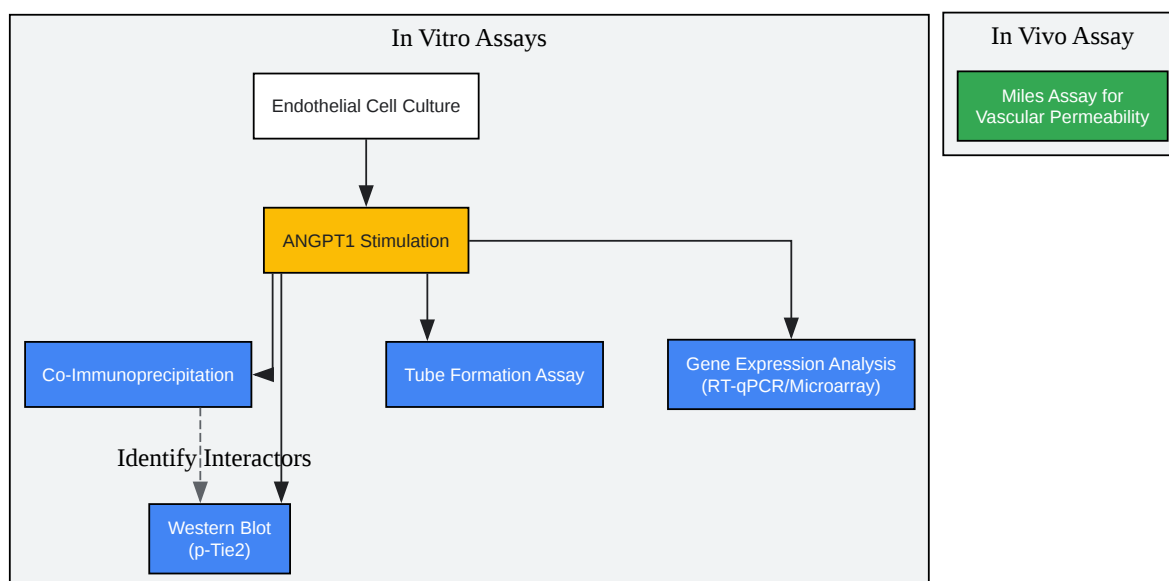 In Vitro Assays
Endothelial Cell Culture
ANGPT1 Stimulation
Co-Immunoprecipitation
Tube Formation Assay
Gene Expression Analysis
(RT-qPCR/Microarray)
Identify Interactors
Western Blot
(p-Tie2)
In Vivo Assay
Miles Assay for
Vascular Permeability